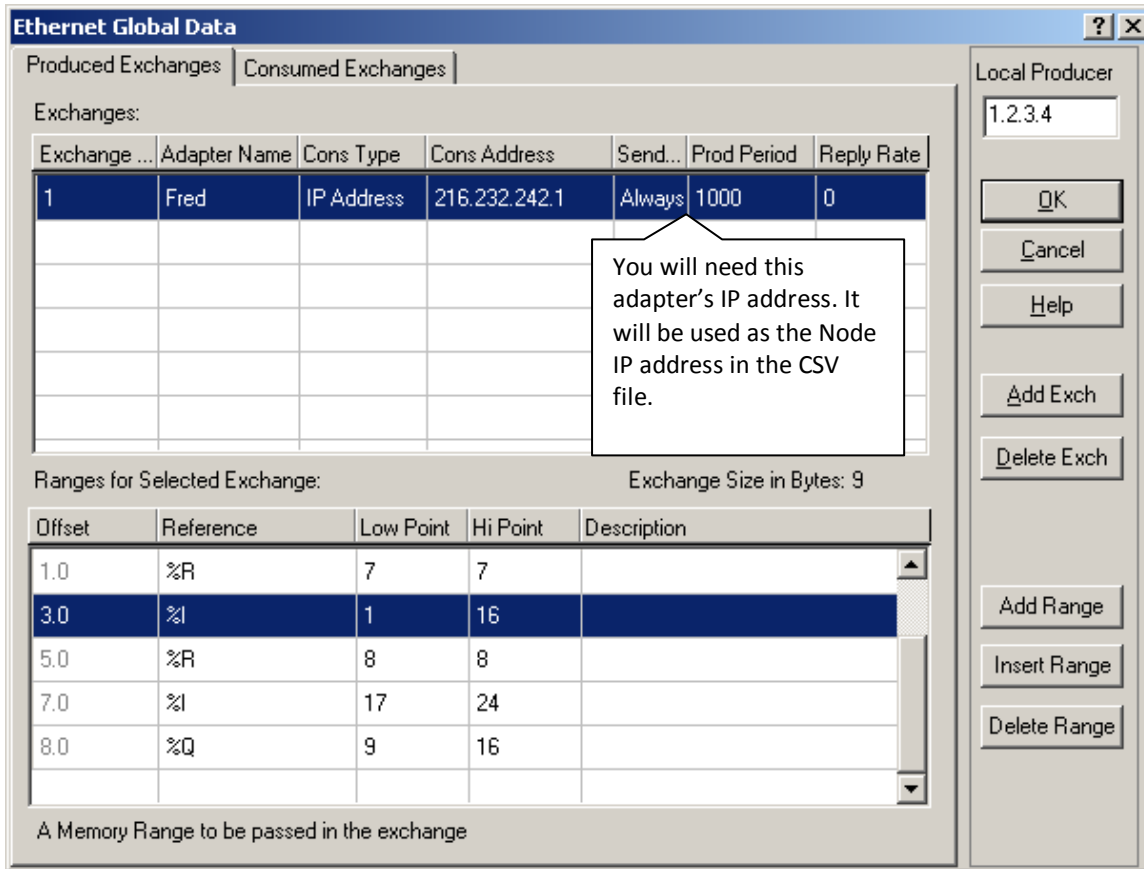 Ethernet Global Data
Produced Exchanges
Consumed Exchanges
Exchanges:
Exchange ... Adapter Name Cons Type Cons Address Send... Prod Period Reply Rate
1 Fred IP Address 216.232.242.1 Always 1000 0
You will need this
adapter’s IP address. It
will be used as the Node
IP address in the CSV
file.
Ranges for Selected Exchange:
Exchange Size in Bytes: 9
Offset Reference Low Point Hi Point Description
1.0 %R 7 7
3.0 %I 1 16
5.0 %R 8 8
7.0 %I 17 24
8.0 %Q 9 16
A Memory Range to be passed in the exchange
Local Producer
1.2.3.4
OK
Cancel
Help
Add Exch
Delete Exch
Add Range
Insert Range
Delete Range